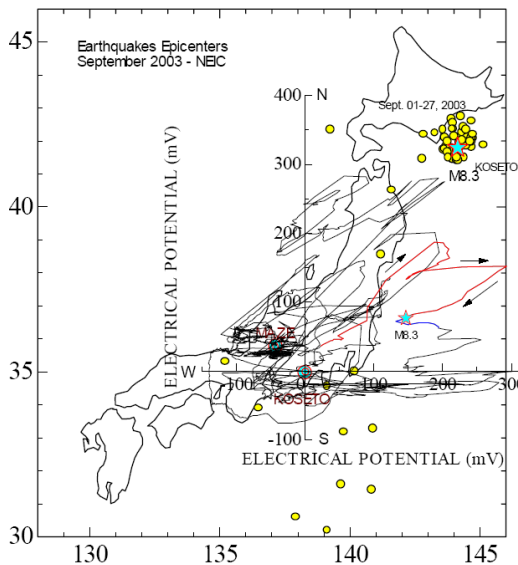 45
40
35
30
130
135
140
145
Earthquakes Epicenters
September 2003 - NEIC
400
N
Sept. 01-27, 2003
300
KOSETO
M8.3
200
100
MAZE
M8.3
W
100
0
100
200
300
KOSETO
-100
S
ELECTRICAL POTENTIAL (mV)
ELECTRICAL POTENTIAL (mV)